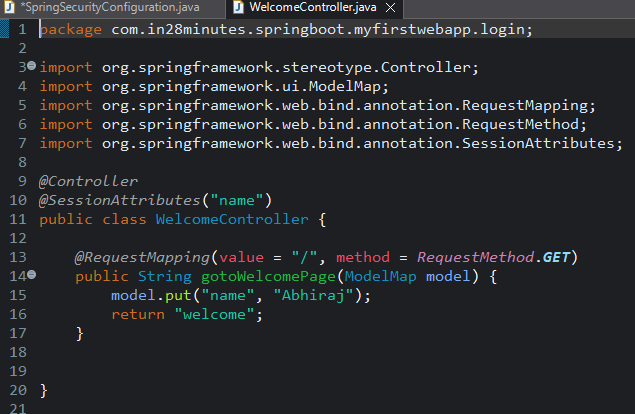 *SpringSecurityConfiguration.java WelcomeController.java
1 package com.in28minutes.springboot.myfirstwebapp.login;
2
3 import org.springframework.stereotype.Controller;
4 import org.springframework.ui.ModelMap;
5 import org.springframework.web.bind.annotation.RequestMapping;
6 import org.springframework.web.bind.annotation.RequestMethod;
7 import org.springframework.web.bind.annotation.SessionAttributes;
8
9 @Controller
10 @SessionAttributes("name")
11 public class WelcomeController {
12
13     @RequestMapping(value = "/", method = RequestMethod.GET)
14     public String gotoWelcomePage(ModelMap model) {
15         model.put("name", "Abhiraj");
16         return "welcome";
17     }
18
19
20 }
21